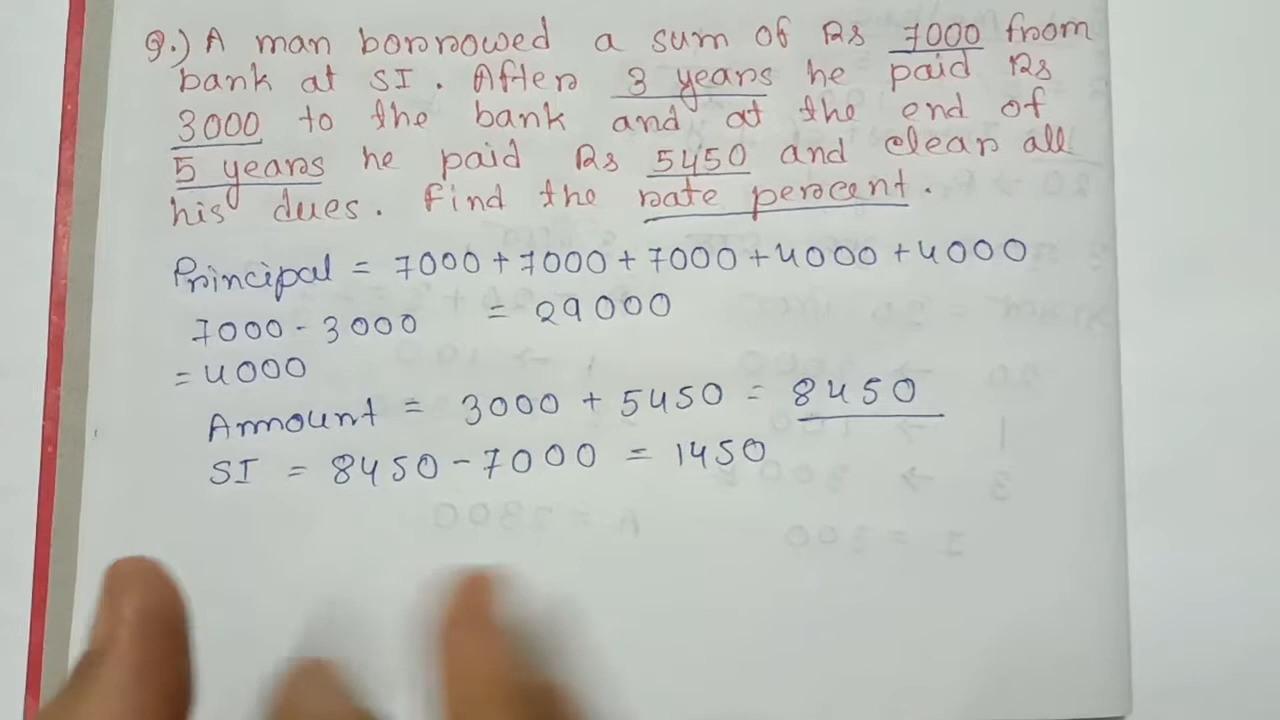 Q.) A man borrowed a sum of Rs 7000 from
bank at SI. After 3 years he paid Rs
3000 to the bank and at the end of
5 years he paid Rs 5450 and clear all
his dues. Find the rate percent.
Principal = 7000 + 7000 + 7000 + 4000 + 4000
7000 - 3000 = 29000
= 4000
Amount = 3000 + 5450 = 8450
SI = 8450 - 7000 = 1450